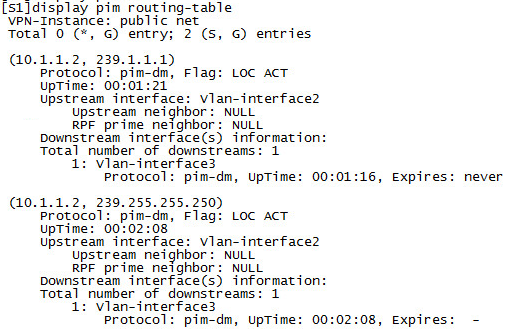 [S1]display pim routing-table
VPN-Instance: public net
Total 0 (*, G) entry; 2 (S, G) entries
(10.1.1.2, 239.1.1.1)
Protocol: pim-dm, Flag: LOC ACT
UpTime: 00:01:21
Upstream interface: Vlan-interface2
Upstream neighbor: NULL
RPF prime neighbor: NULL
Downstream interface(s) information:
Total number of downstreams: 1
1: Vlan-interface3
Protocol: pim-dm, UpTime: 00:01:16, Expires: never
(10.1.1.2, 239.255.255.250)
Protocol: pim-dm, Flag: LOC ACT
UpTime: 00:02:08
Upstream interface: Vlan-interface2
Upstream neighbor: NULL
RPF prime neighbor: NULL
Downstream interface(s) information:
Total number of downstreams: 1
1: Vlan-interface3
Protocol: pim-dm, UpTime: 00:02:08, Expires:  -